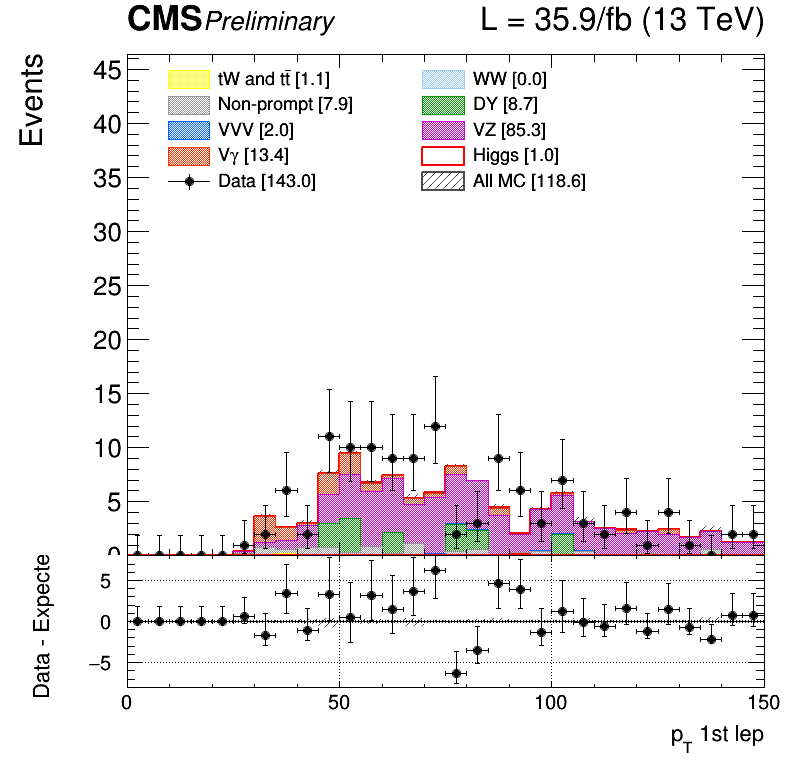 CMS Preliminary L = 35.9/fb (13 TeV)
Events
45
40
35
30
25
20
15
10
5
0
tW and tt̄ [1.1]
Non-prompt [7.9]
VVV [2.0]
Vγ [13.4]
Data [143.0]
WW [0.0]
DY [8.7]
VZ [85.3]
Higgs [1.0]
All MC [118.6]
Data - Expecte
5
0
−5
0 50 100 150
p_T 1st lep